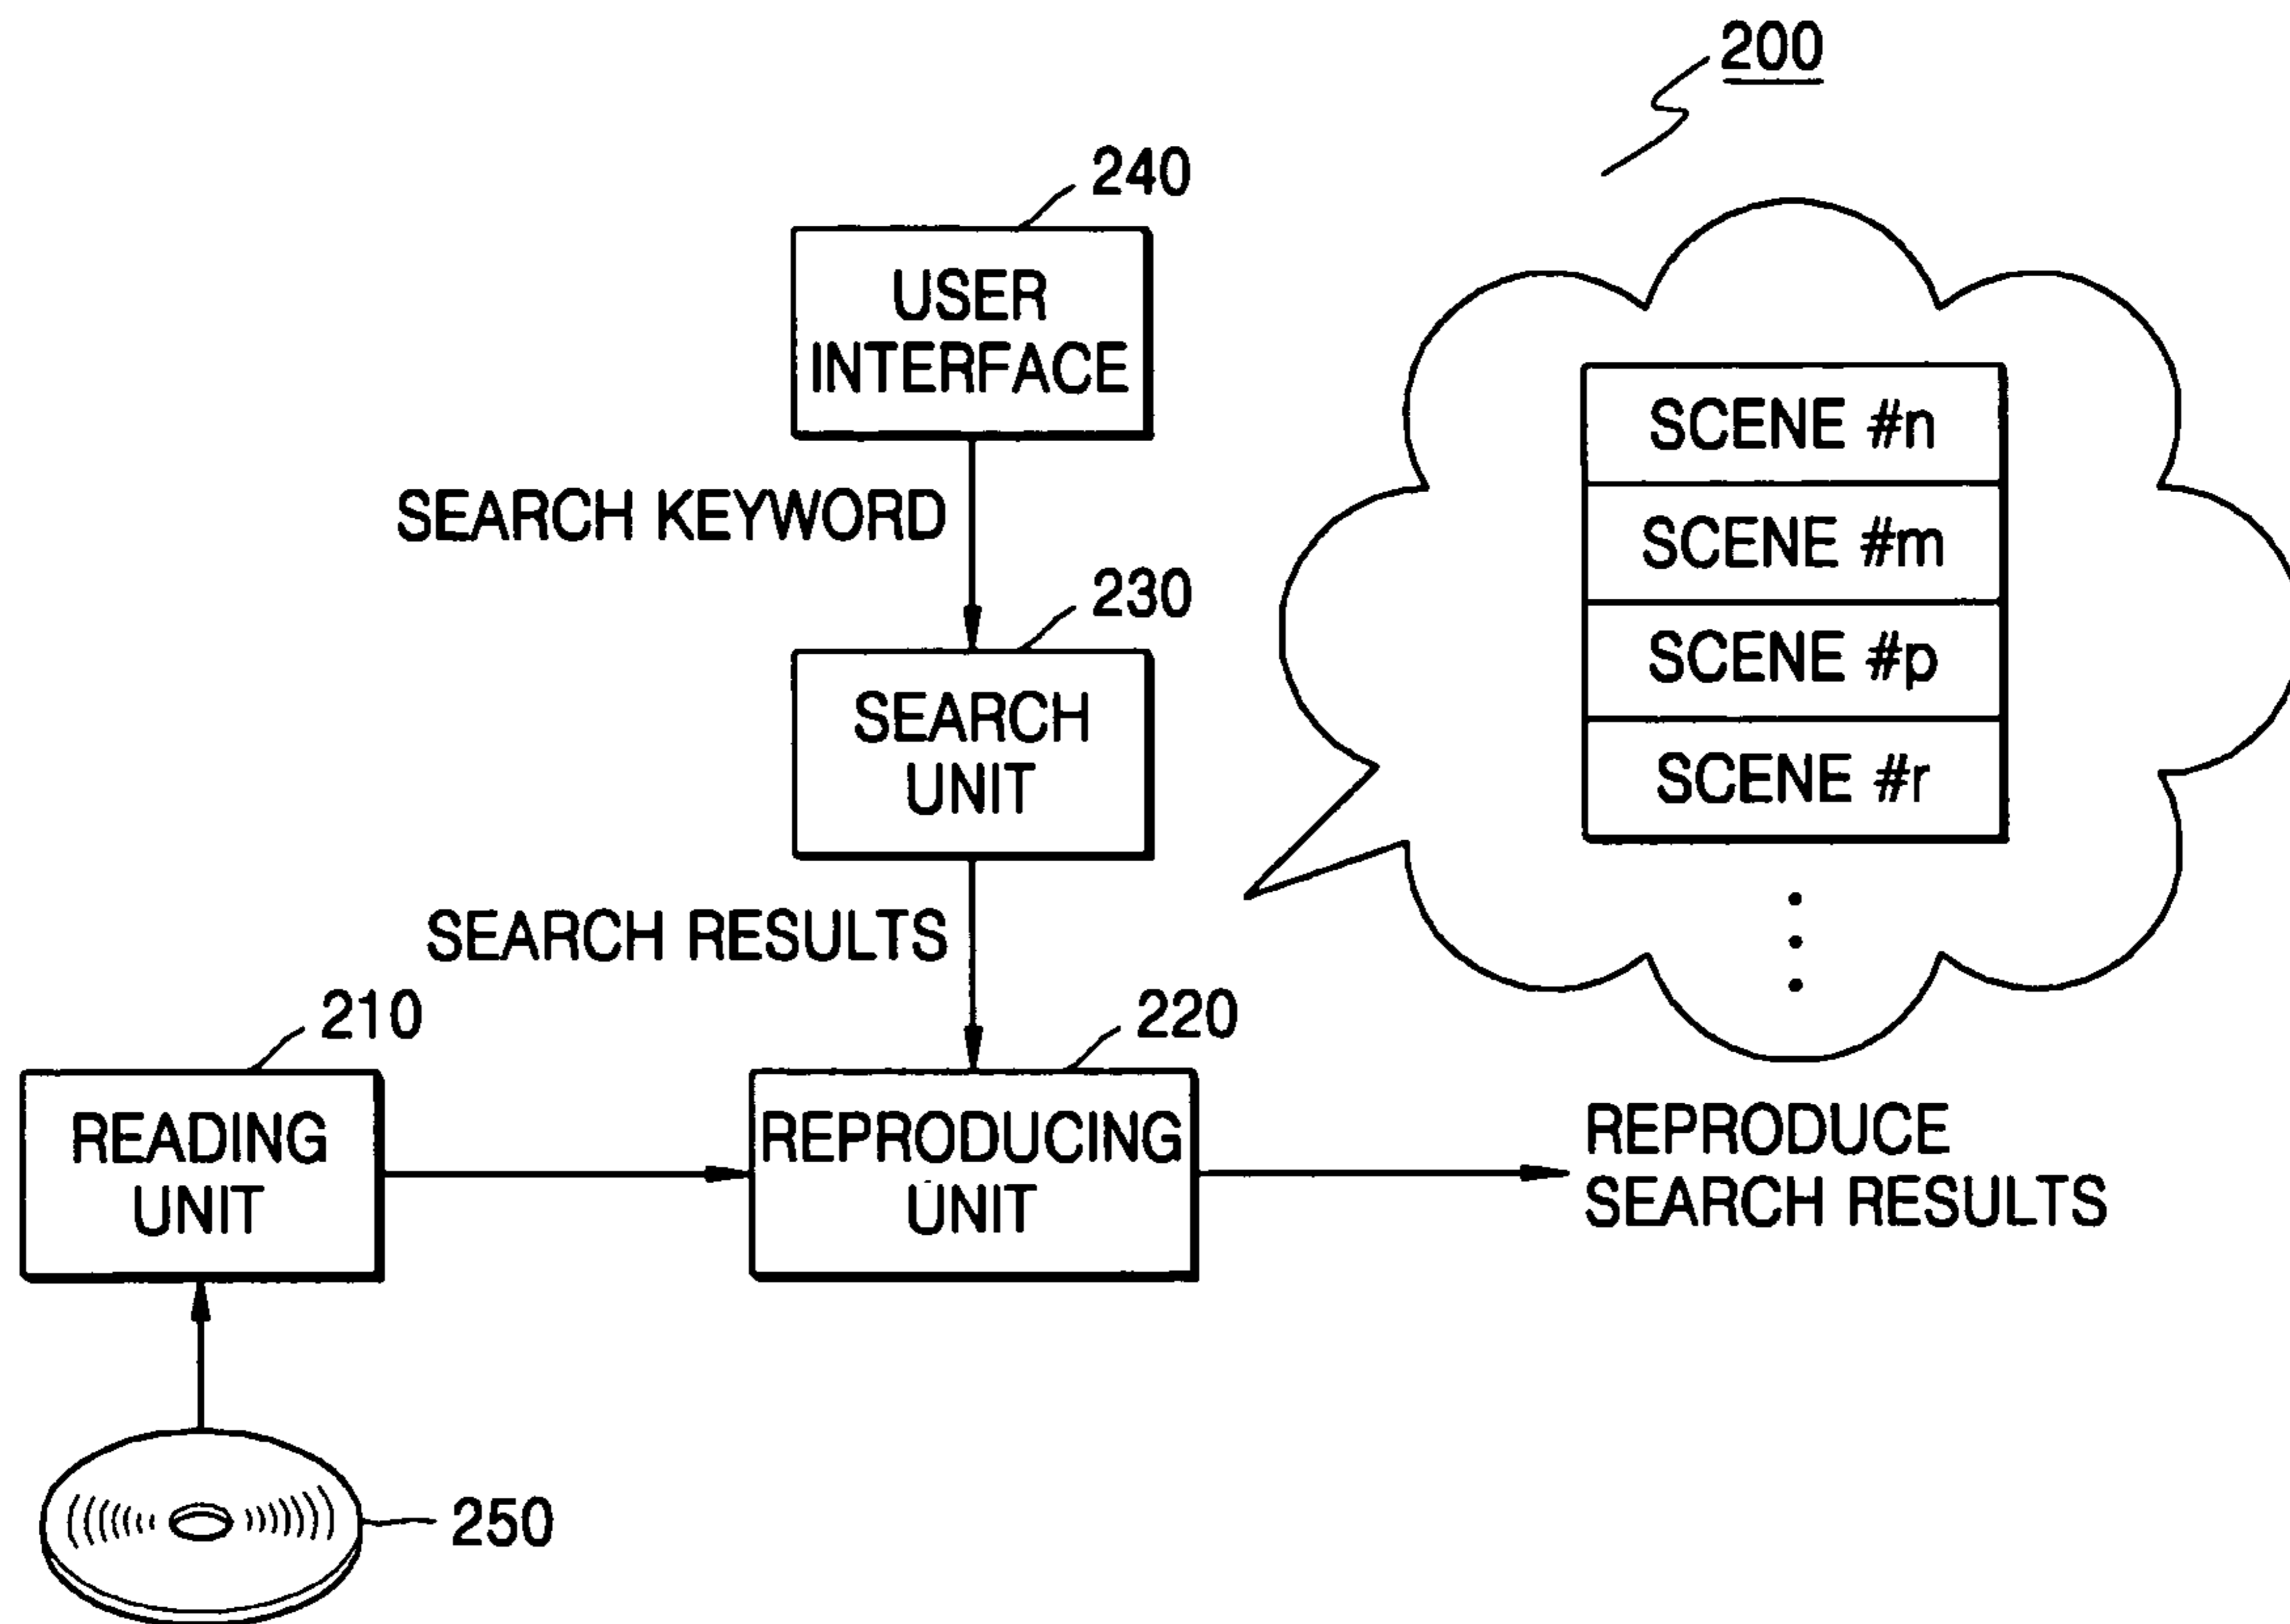 200
240
USER
INTERFACE
SEARCH KEYWORD
230
SEARCH
UNIT
SEARCH RESULTS
SCENE #n
SCENE #m
SCENE #p
SCENE #r
210
READING
UNIT
220
REPRODUCING
UNIT
REPRODUCE
SEARCH RESULTS
250